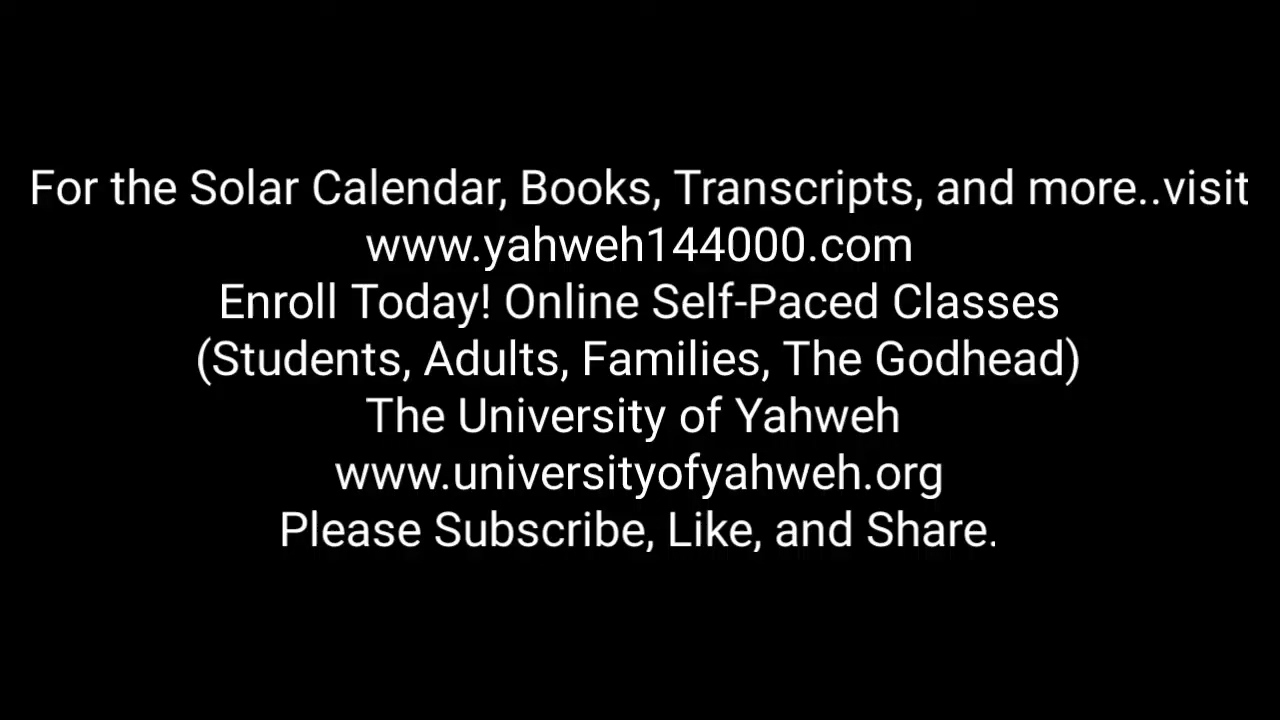 For the Solar Calendar, Books, Transcripts, and more..visit
www.yahweh144000.com
Enroll Today! Online Self-Paced Classes
(Students, Adults, Families, The Godhead)
The University of Yahweh
www.universityofyahweh.org
Please Subscribe, Like, and Share.